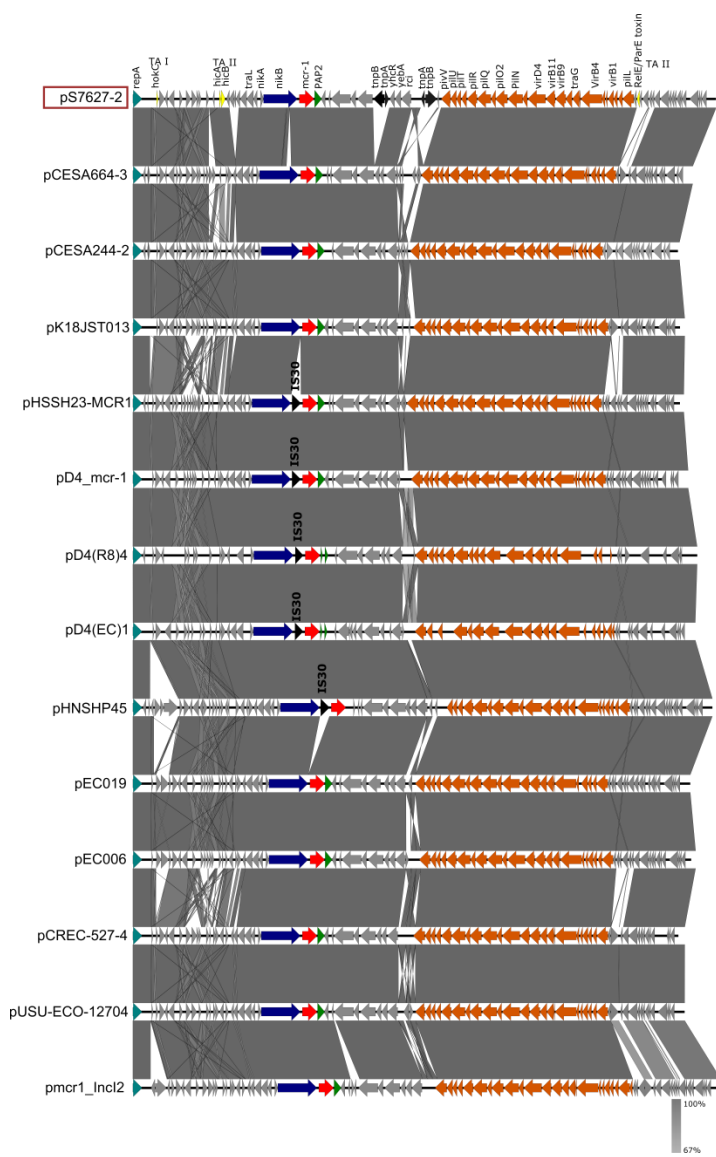 repA
hokC
TA I
hicA
TA II
hicB
traL
nikA
nikB
mcr-1
PAP2
tnpB
tnpA
yhcR
yebA
rci
tnpA
tnpB
pivV
pilU
pilT
pilR
pilQ
pilO2
PilN
virD4
virB11
virB9
traG
VirB4
virB1
pilL
RelE/ParE toxin
TA II
pS7627-2
pCESA664-3
pCESA244-2
pK18JST013
IS30
pHSSH23-MCR1
IS30
pD4_mcr-1
IS30
pD4(R8)4
IS30
pD4(EC)1
IS30
pHNSHP45
pEC019
pEC006
pCREC-527-4
pUSU-ECO-12704
pmcr1_IncI2
100%
67%